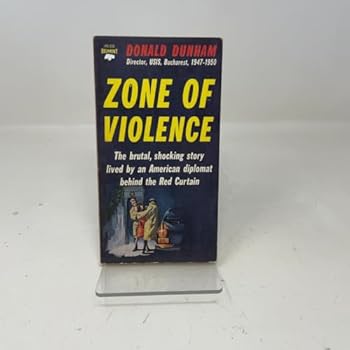 BELMONT
DONALD DUNHAM
Director, USIS, Bucharest, 1947-1950
ZONE OF
VIOLENCE
The brutal, shocking story
lived by an American diplomat
behind the Red Curtain